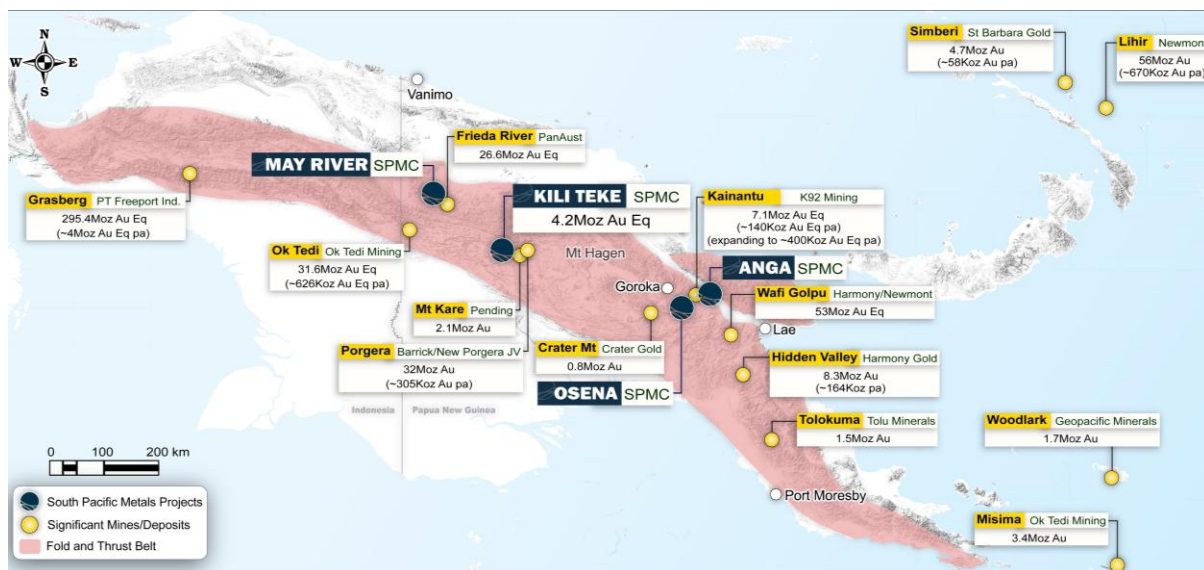 N
W E
S
Vanimo
Simberi St Barbara Gold
4.7Moz Au
(~58Koz Au pa)
Lihir Newmont
56Moz Au
(~670Koz Au pa)
Frieda River PanAust
26.6Moz Au Eq
MAY RIVER SPMC
KILI TEKE SPMC
4.2Moz Au Eq
Kainantu K92 Mining
7.1Moz Au Eq
(~140Koz Au Eq pa)
(expanding to ~400Koz Au Eq pa)
Grasberg PT Freeport Ind.
295.4Moz Au Eq
(~4Moz Au Eq pa)
Ok Tedi Ok Tedi Mining
31.6Moz Au Eq
(~626Koz Au Eq pa)
Mt Hagen
Goroka
ANGA SPMC
Mt Kare Pending
2.1Moz Au
Wafi Golpu Harmony/Newmont
53Moz Au Eq
Lae
Porgera Barrick/New Porgera JV
32Moz Au
(~305Koz Au pa)
Crater Mt Crater Gold
0.8Moz Au
Hidden Valley Harmony Gold
8.3Moz Au
(~164Koz pa)
OSENA SPMC
Indonesia Papua New Guinea
Tolokuma Tolu Minerals
1.5Moz Au
Woodlark Geopacific Minerals
1.7Moz Au
0 100 200 km
Port Moresby
South Pacific Metals Projects
Significant Mines/Deposits
Fold and Thrust Belt
Misima Ok Tedi Mining
3.4Moz Au